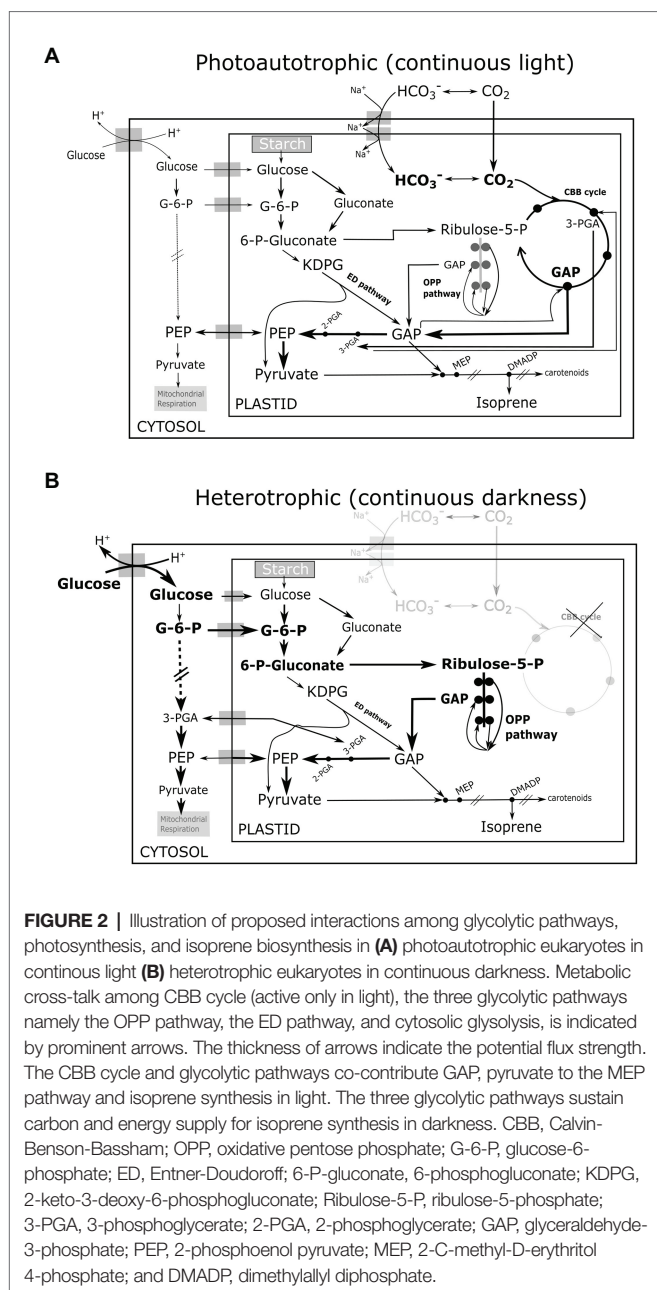 A
Photoautotrophic (continuous light)
Na⁺
HCO₃⁻
CO₂
H⁺
H⁺
Glucose
Na⁺
Na⁺
Starch
Glucose
Glucose
Gluconate
HCO₃⁻
CO₂
CBB cycle
3-PGA
G-6-P
G-6-P
6-P-Gluconate
Ribulose-5-P
KDPG
ED pathway
GAP
OPP
pathway
GAP
PEP
PEP
2-PGA
3-PGA
GAP
Pyruvate
Pyruvate
MEP
DMADP
carotenoids
Mitochondrial
Respiration
PLASTID
Isoprene
CYTOSOL
B
Heterotrophic (continuous darkness)
Na⁺
HCO₃⁻
CO₂
H⁺
H⁺
Glucose
Na⁺
Na⁺
Starch
Glucose
Glucose
Gluconate
HCO₃⁻
CO₂
CBB cycle
G-6-P
G-6-P
6-P-Gluconate
Ribulose-5-P
KDPG
ED pathway
GAP
OPP
pathway
3-PGA
PEP
PEP
2-PGA
3-PGA
GAP
Pyruvate
Pyruvate
MEP
DMADP
carotenoids
Mitochondrial
Respiration
PLASTID
Isoprene
CYTOSOL
FIGURE 2 | Illustration of proposed interactions among glycolytic pathways,
photosynthesis, and isoprene biosynthesis in (A) photoautotrophic eukaryotes in
continous light (B) heterotrophic eukaryotes in continuous darkness. Metabolic
cross-talk among CBB cycle (active only in light), the three glycolytic pathways
namely the OPP pathway, the ED pathway, and cytosolic glysolysis, is indicated
by prominent arrows. The thickness of arrows indicate the potential flux strength.
The CBB cycle and glycolytic pathways co-contribute GAP, pyruvate to the MEP
pathway and isoprene synthesis in light. The three glycolytic pathways sustain
carbon and energy supply for isoprene synthesis in darkness. CBB, Calvin-
Benson-Bassham; OPP, oxidative pentose phosphate; G-6-P, glucose-6-
phosphate; ED, Entner-Doudoroff; 6-P-gluconate, 6-phosphogluconate; KDPG,
2-keto-3-deoxy-6-phosphogluconate; Ribulose-5-P, ribulose-5-phosphate;
3-PGA, 3-phosphoglycerate; 2-PGA, 2-phosphoglycerate; GAP, glyceraldehyde-
3-phosphate; PEP, 2-phosphoenol pyruvate; MEP, 2-C-methyl-D-erythritol
4-phosphate; and DMADP, dimethylallyl diphosphate.